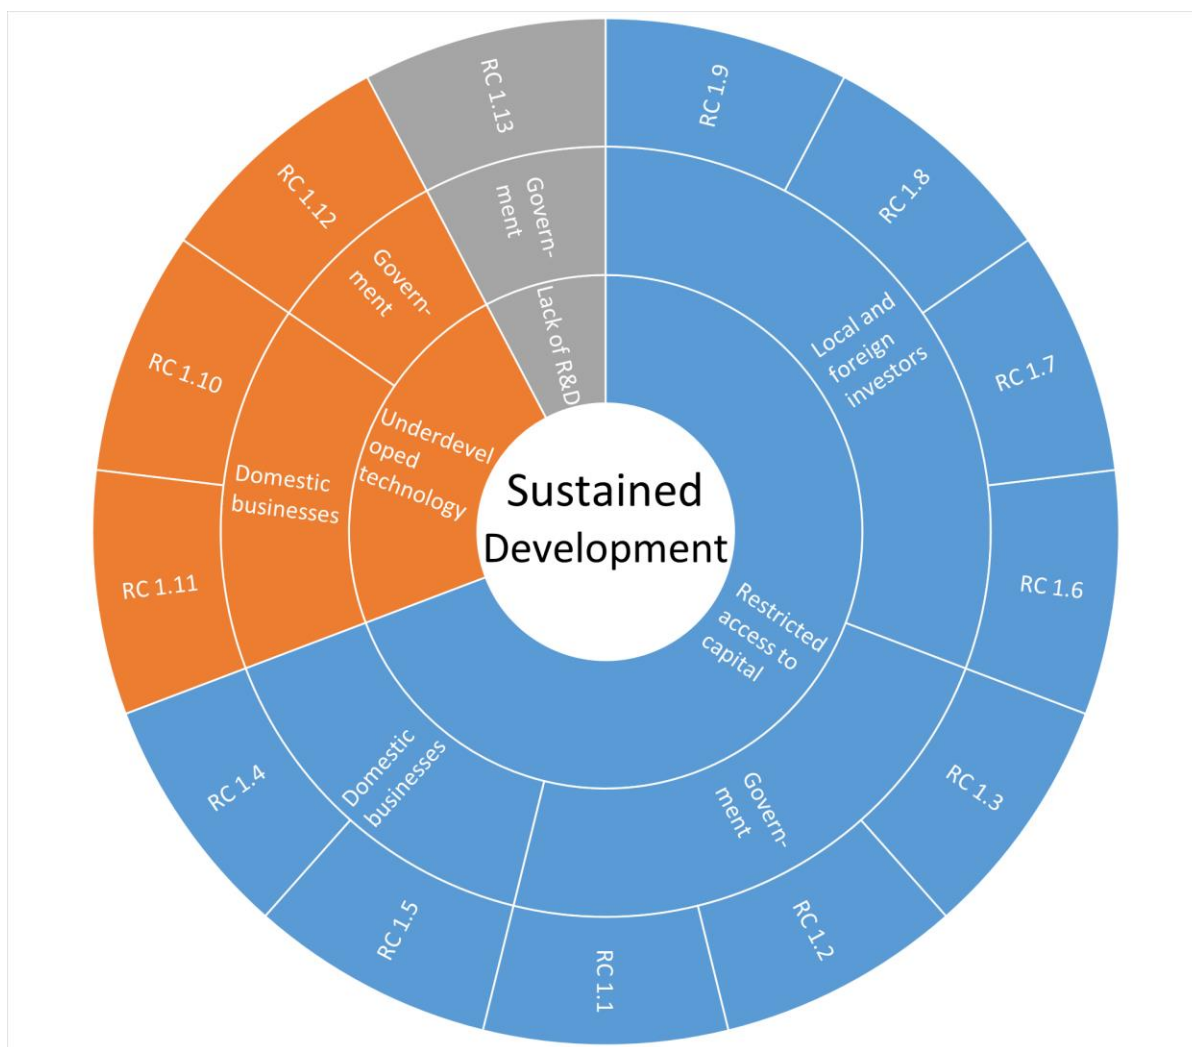 Sustained
Development
Restricted
access to
capital
Local and
foreign
investors
RC 1.9
RC 1.8
RC 1.7
RC 1.6
Govern-
ment
RC 1.3
RC 1.2
RC 1.1
Domestic
businesses
RC 1.5
RC 1.4
Underdevel
oped
technology
Domestic
businesses
RC 1.11
RC 1.10
Govern-
ment
RC 1.12
Lack of R&D
Govern-
ment
RC 1.13